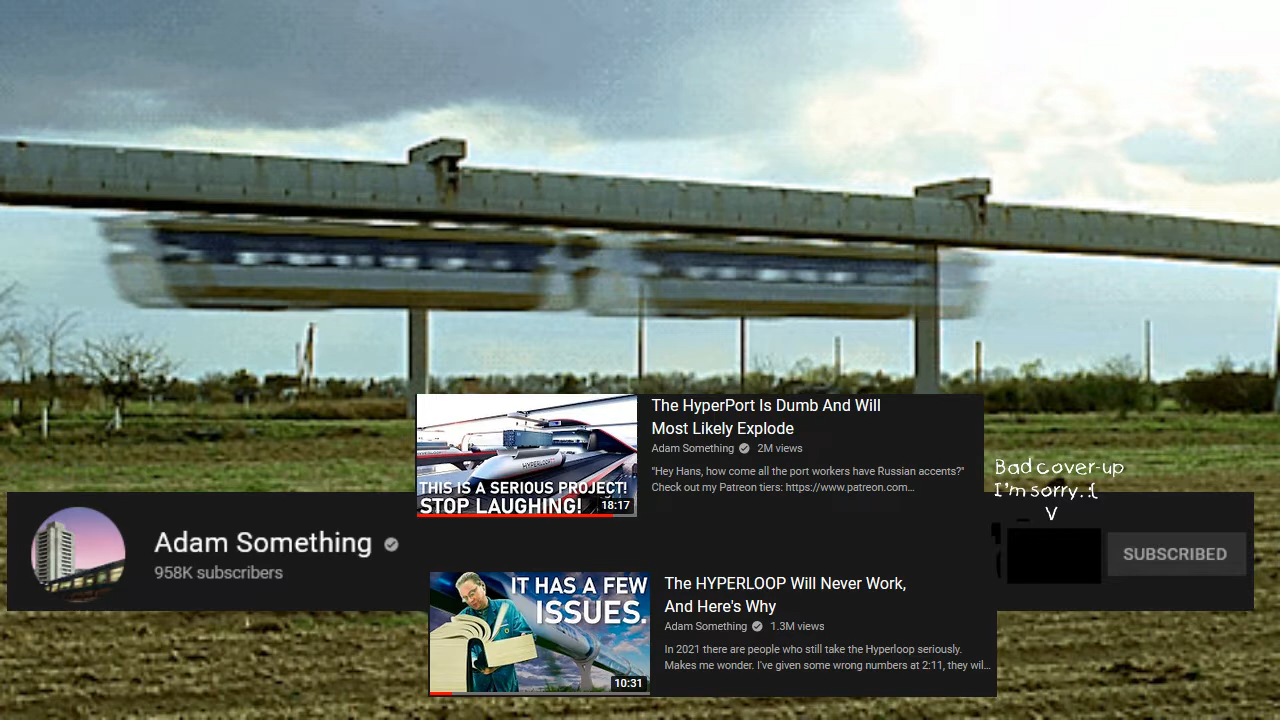 The HyperPort Is Dumb And Will
Most Likely Explode
Adam Something 2M views
"Hey Hans, how come all the port workers have Russian accents?"
Check out my Patreon tiers: https://www.patreon.com...
HYPERLOOP
THIS IS A SERIOUS PROJECT!
STOP LAUGHING!
18:17
Bad cover-up
I'm sorry. :(
V
Adam Something
958K subscribers
SUBSCRIBED
IT HAS A FEW
ISSUES.
10:31
The HYPERLOOP Will Never Work,
And Here's Why
Adam Something 1.3M views
In 2021 there are people who still take the Hyperloop seriously.
Makes me wonder. I've given some wrong numbers at 2:11, they wil...